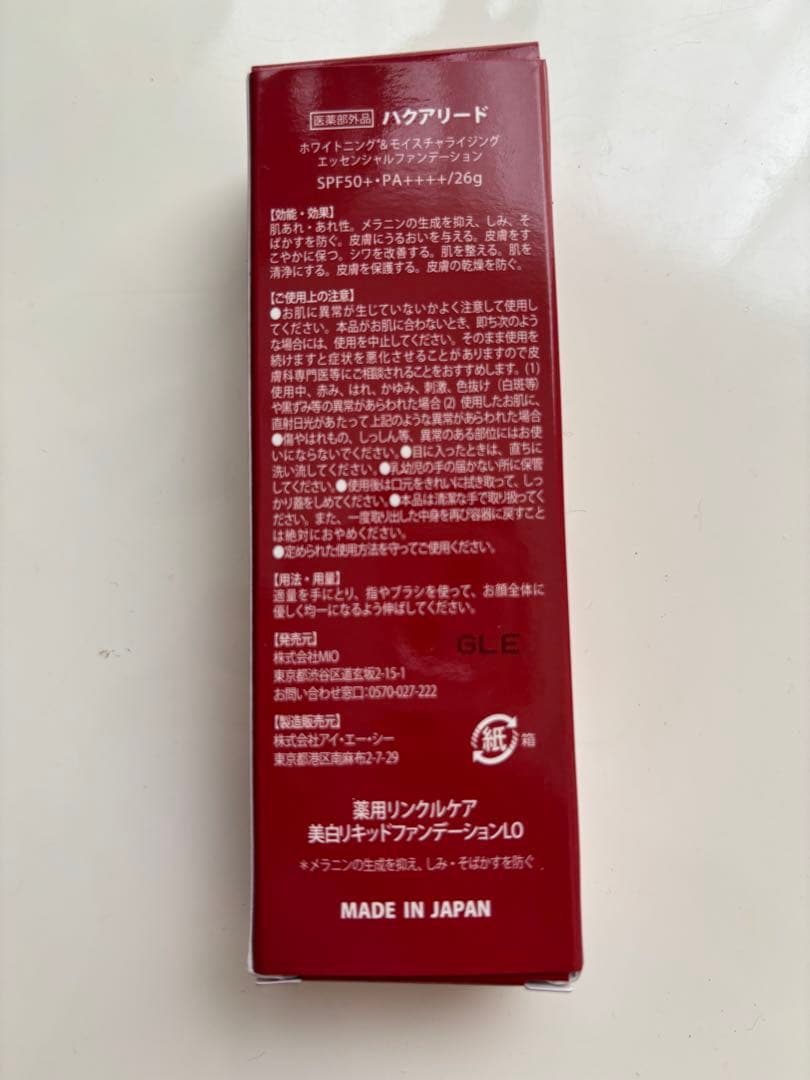 医薬部外品 ハクアリード
ホワイトニング*&モイスチャライジング
エッセンシャルファンデーション
SPF50+・PA++++/26g
【効能・効果】
肌あれ・あれ性。メラニンの生成を抑え、しみ、そ
ばかすを防ぐ。皮膚にうるおいを与える。皮膚をす
こやかに保つ。シワを改善する。肌を整える。肌を
清浄にする。皮膚を保護する。皮膚の乾燥を防ぐ。
【ご使用上の注意】
●お肌に異常が生じていないかよく注意して使用し
てください。本品がお肌に合わないとき、即ち次のよう
な場合には、使用を中止してください。そのまま使用を
続けますと症状を悪化させることがありますので皮
膚科専門医等にご相談されることをおすすめします。(1)
使用中、赤み、はれ、かゆみ、刺激、色抜け(白斑等)
や黒ずみ等の異常があらわれた場合(2) 使用したお肌に、
直射日光があたって上記のような異常があらわれた場合
●傷やはれもの、しっしん等、異常のある部位にはお使
いにならないでください。●目に入ったときは、直ちに
洗い流してください。●乳幼児の手の届かない所に保管
してください。●使用後は口元をきれいに拭き取って、しっ
かり蓋をしめてください。●本品は清潔な手で取り扱ってく
ださい。また、一度取り出した中身を再び容器に戻すこと
は絶対におやめください。
●定められた使用方法を守ってご使用ください。
【用法・用量】
適量を手にとり、指やブラシを使って、お顔全体に
優しく均一になるよう伸ばしてください。
【発売元】
株式会社MIO
東京都渋谷区道玄坂2-15-1
お問い合わせ窓口:0570-027-222
GLE
【製造販売元】
株式会社アイ・エー・シー
東京都港区南麻布2-7-29
紙 箱
薬用リンクルケア
美白リキッドファンデーションLO
*メラニンの生成を抑え、しみ・そばかすを防ぐ
MADE IN JAPAN